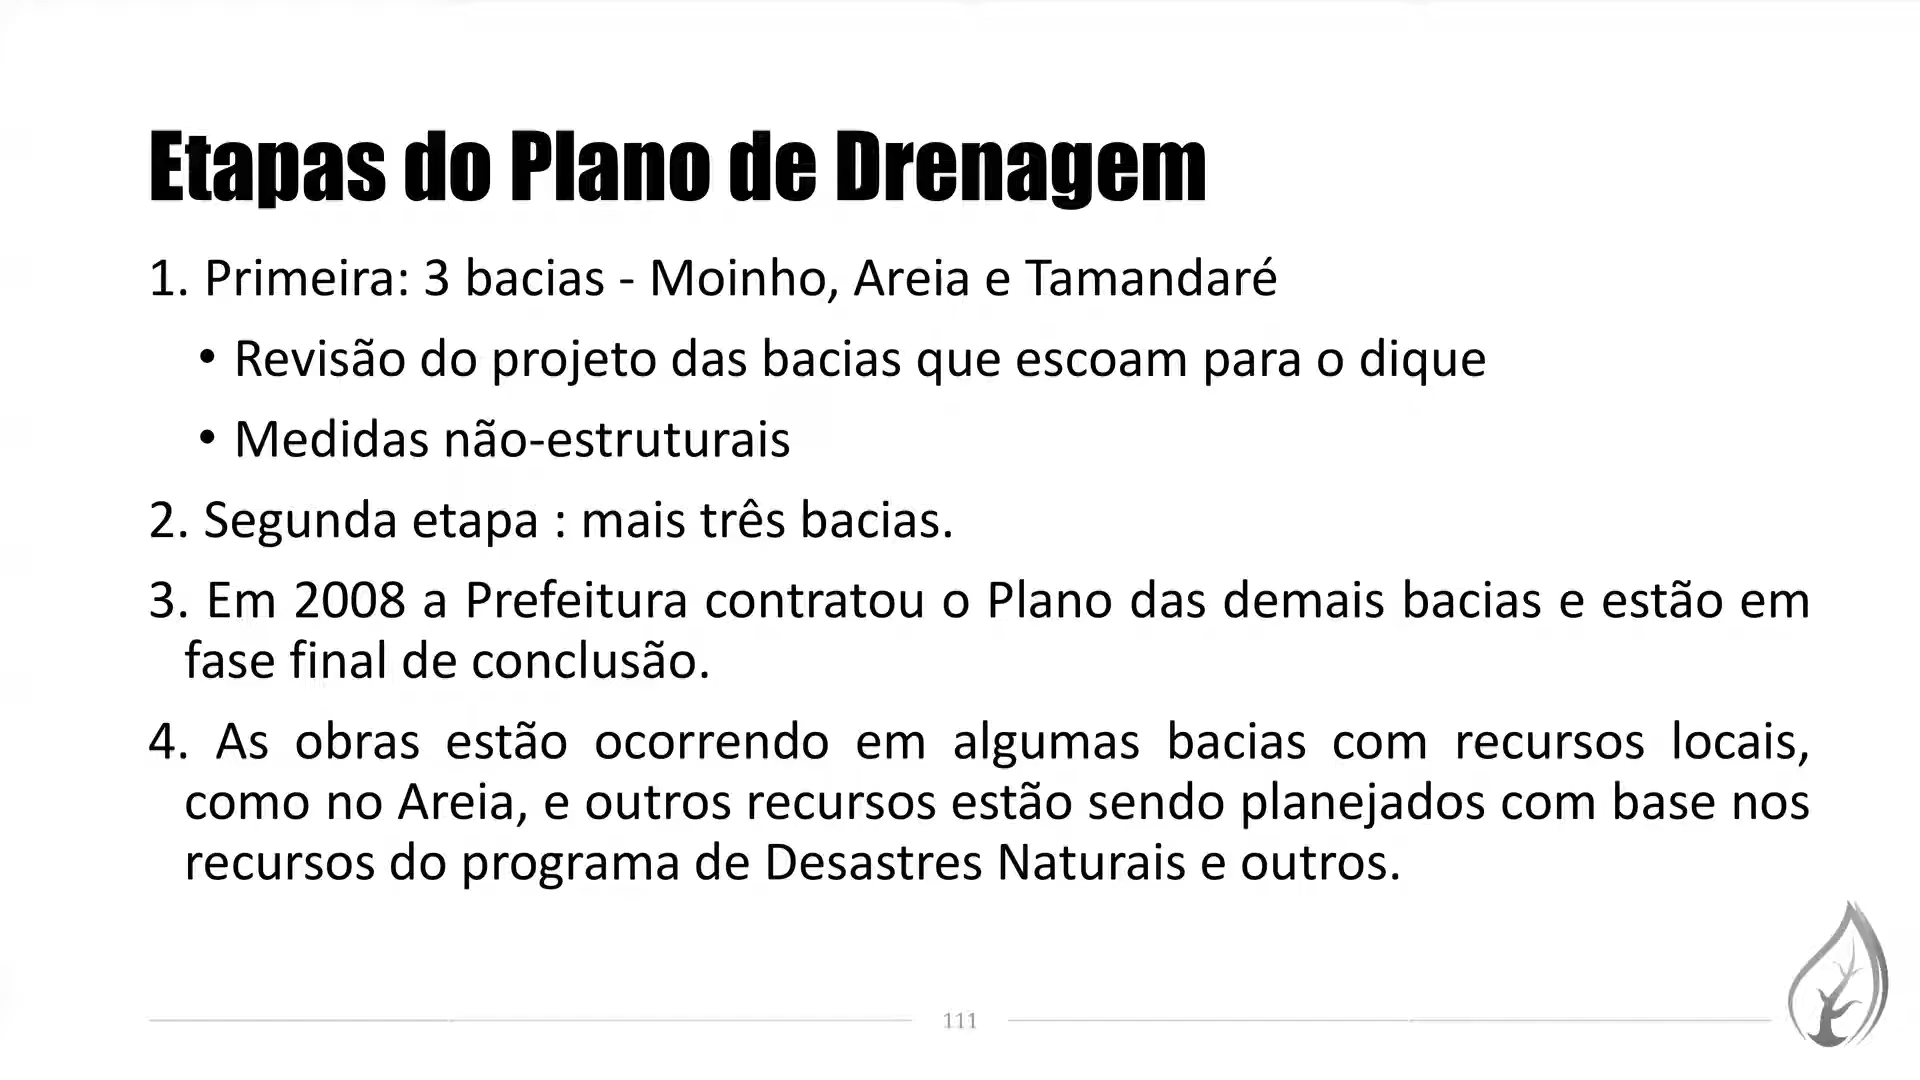 Etapas do Plano de Drenagem
1. Primeira: 3 bacias - Moinho, Areia e Tamandaré
• Revisão do projeto das bacias que escoam para o dique
• Medidas não-estruturais
2. Segunda etapa : mais três bacias.
3. Em 2008 a Prefeitura contratou o Plano das demais bacias e estão em
fase final de conclusão.
4. As obras estão ocorrendo em algumas bacias com recursos locais,
como no Areia, e outros recursos estão sendo planejados com base nos
recursos do programa de Desastres Naturais e outros.
111